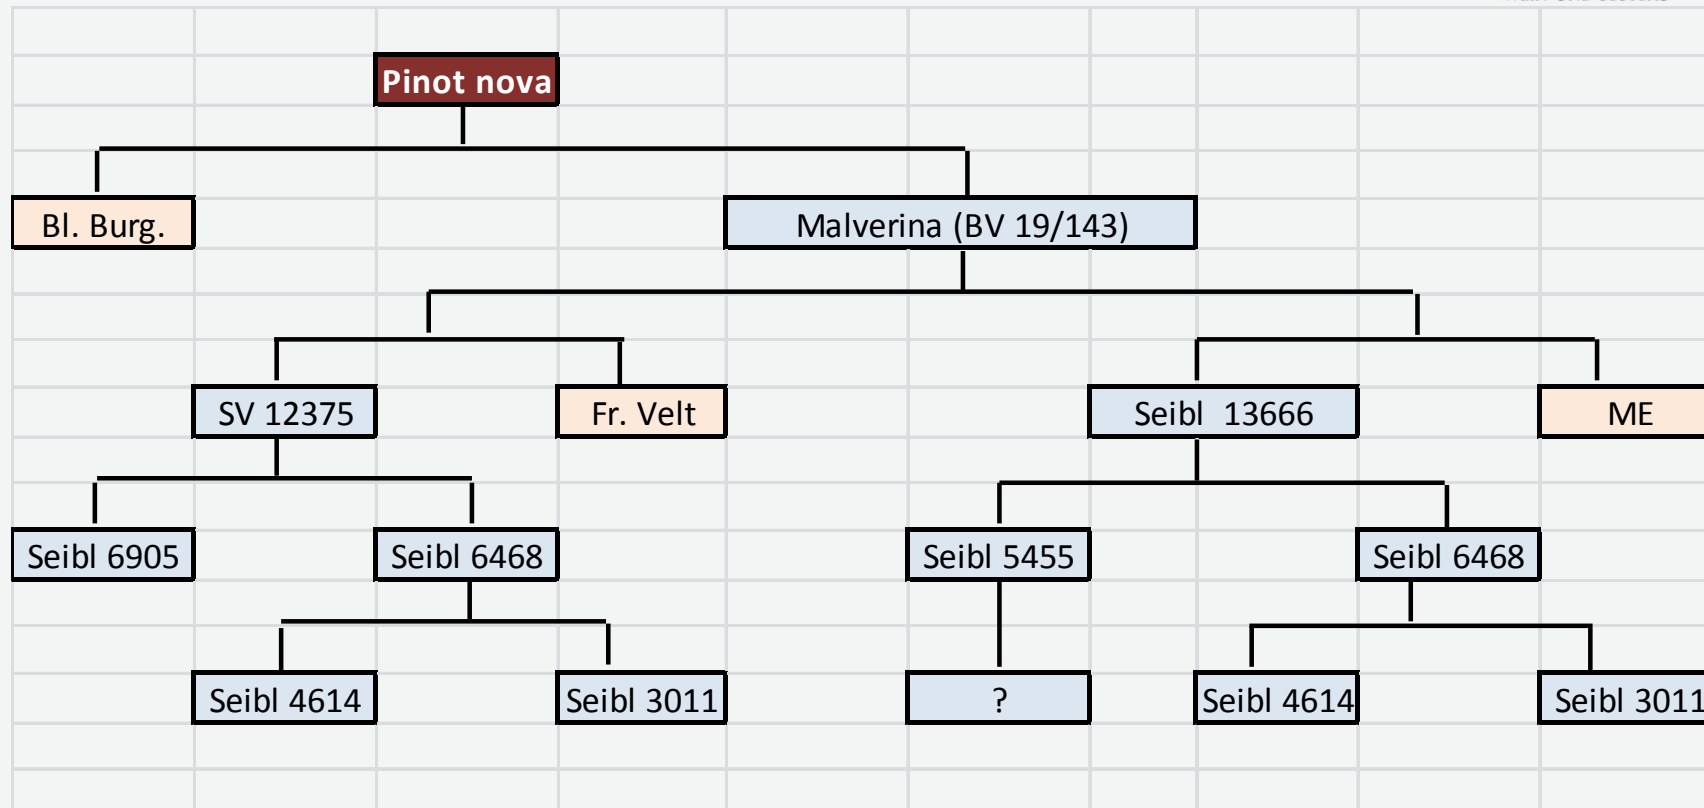 Pinot nova
Bl. Burg.
Malverina (BV 19/143)
SV 12375
Fr. Velt
Seibl 13666
ME
Seibl 6905
Seibl 6468
Seibl 5455
Seibl 6468
Seibl 4614
Seibl 3011
?
Seibl 4614
Seibl 3011